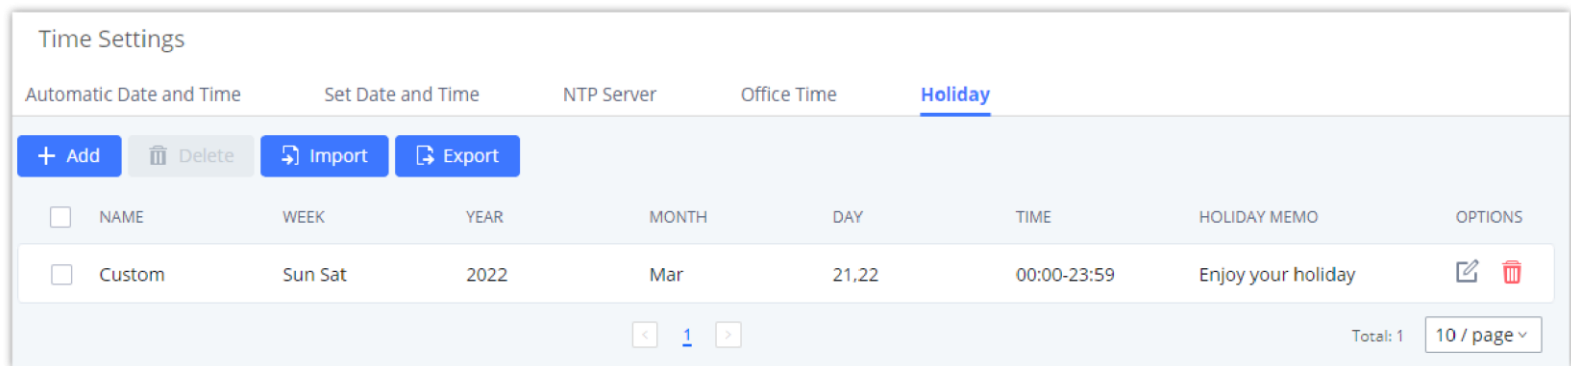 Time Settings
Automatic Date and Time Set Date and Time NTP Server Office Time Holiday
+ Add Delete Import Export
NAME WEEK YEAR MONTH DAY TIME HOLIDAY MEMO OPTIONS
Custom Sun Sat 2022 Mar 21,22 00:00-23:59 Enjoy your holiday
< 1 > Total: 1 10 / page